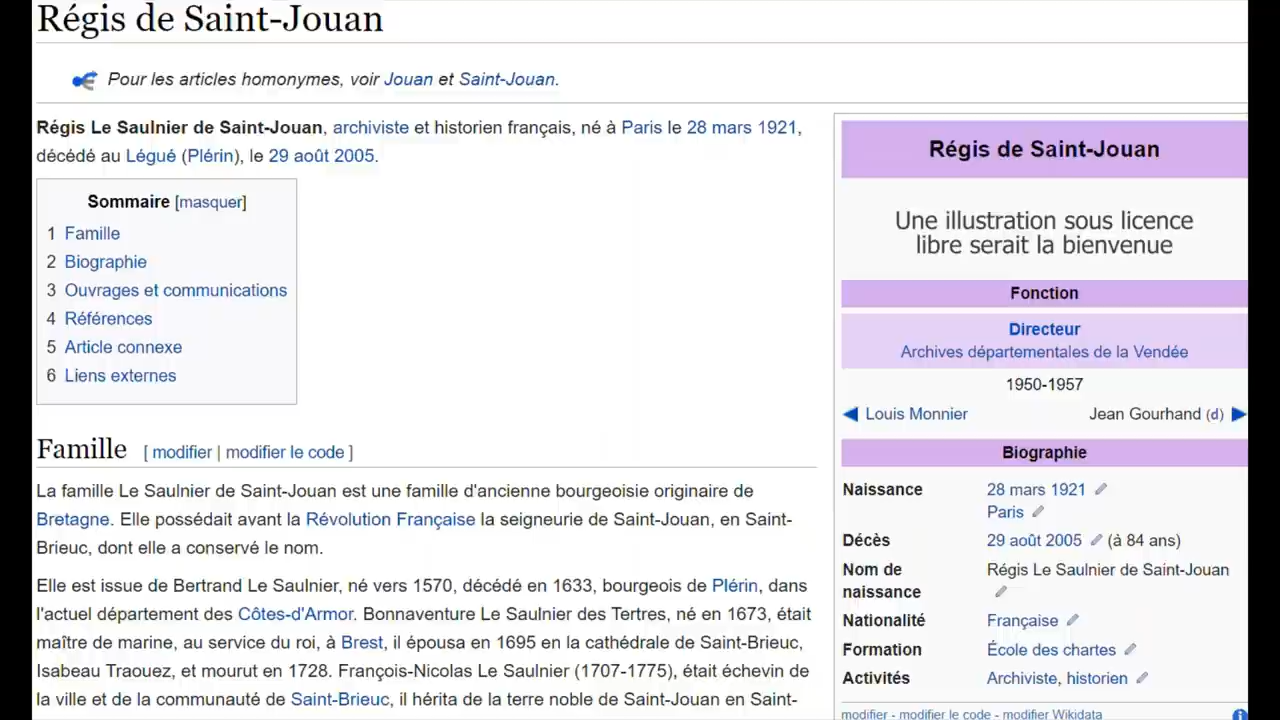 Régis de Saint-Jouan
Pour les articles homonymes, voir Jouan et Saint-Jouan.
Régis Le Saulnier de Saint-Jouan, archiviste et historien français, né à Paris le 28 mars 1921,
décédé au Légué (Plérin), le 29 août 2005.
Sommaire [masquer]
1 Famille
2 Biographie
3 Ouvrages et communications
4 Références
5 Article connexe
6 Liens externes
Famille [ modifier | modifier le code ]
La famille Le Saulnier de Saint-Jouan est une famille d'ancienne bourgeoisie originaire de
Bretagne. Elle possédait avant la Révolution Française la seigneurie de Saint-Jouan, en Saint-
Brieuc, dont elle a conservé le nom.
Elle est issue de Bertrand Le Saulnier, né vers 1570, décédé en 1633, bourgeois de Plérin, dans
l'actuel département des Côtes-d'Armor. Bonnaventure Le Saulnier des Tertres, né en 1673, était
maître de marine, au service du roi, à Brest, il épousa en 1695 en la cathédrale de Saint-Brieuc,
Isabeau Traouez, et mourut en 1728. François-Nicolas Le Saulnier (1707-1775), était échevin de
la ville et de la communauté de Saint-Brieuc, il hérita de la terre noble de Saint-Jouan en Saint-
Régis de Saint-Jouan
Une illustration sous licence
libre serait la bienvenue
Fonction
Directeur
Archives départementales de la Vendée
1950-1957
Louis Monnier Jean Gourhand (d)
Biographie
Naissance 28 mars 1921
Paris
Décès 29 août 2005 (à 84 ans)
Nom de Régis Le Saulnier de Saint-Jouan
naissance
Nationalité Française
Formation École des chartes
Activités Archiviste, historien
modifier - modifier le code - modifier Wikidata